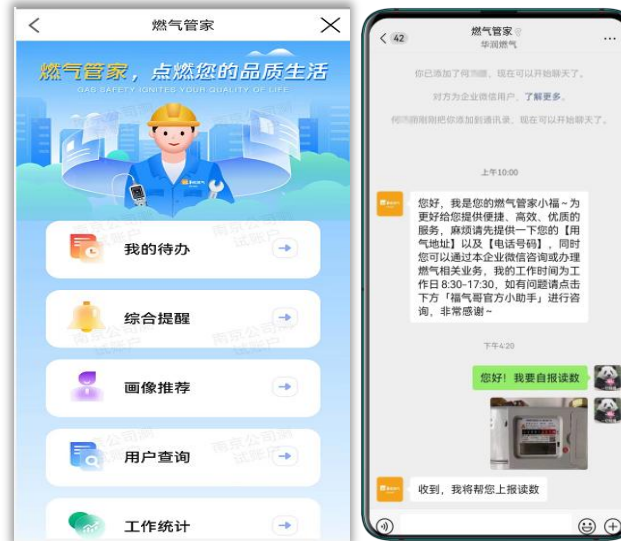 燃气管家
燃气管家，点燃您的品质生活
GAS SAFETY IGNITES YOUR QUALITY OF LIFE
我的待办
综合提醒
画像推荐
用户查询
工作统计
42
燃气管家
华润燃气
现在可以开始聊天了。
对方为企业微信用户，了解更多。
刚刚把你添加到通讯录，现在可以开始聊天了。
上午10:00
您好，我是您的燃气管家小福~为
更好给您提供便捷、高效、优质的
服务，麻烦请先提供一下您的【用
气地址】以及【电话号码】，同时
您可以通过本企业微信咨询或办理
燃气相关业务，我的工作时间为工
作日 8:30-17:30，如有问题请点击
下方「福气哥官方小助手」进行咨
询，非常感谢~
下午4:20
您好！我要自报读数
收到，我将帮您上报读数